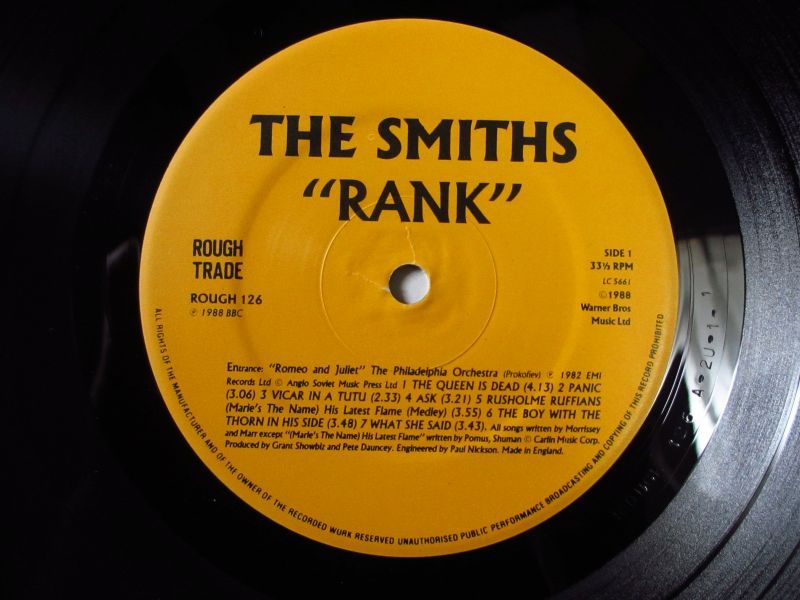 THE SMITHS
"RANK"
ROUGH
TRADE
ROUGH 126
℗ 1988 BBC
SIDE 1
33⅓ RPM
LC 5661
©1988
Warner Bros
Music Ltd
Entrance: "Romeo and Juliet" The Philadelphia Orchestra (Prokofiev) ℗ 1982 EMI
Records Ltd © Anglo Soviet Music Press Ltd 1 THE QUEEN IS DEAD (4.13) 2 PANIC
(3.06) 3 VICAR IN A TUTU (2.33) 4 ASK (3.21) 5 RUSHOLME RUFFIANS
(Marie's The Name) His Latest Flame (Medley) (3.55) 6 THE BOY WITH THE
THORN IN HIS SIDE (3.48) 7 WHAT SHE SAID (3.43). All songs written by Morrissey
and Marr except "(Marie's The Name) His Latest Flame" written by Pomus, Shuman © Carlin Music Corp.
Produced by Grant Showbiz and Pete Dauncey. Engineered by Paul Nickson. Made in England.
ALL RIGHTS OF THE MANUFACTURER AND OF THE OWNER OF THE RECORDED WORK RESERVED UNAUTHORISED PUBLIC PERFORMANCE BROADCASTING AND COPYING OF THIS RECORD PROHIBITED
A-2U-1-1